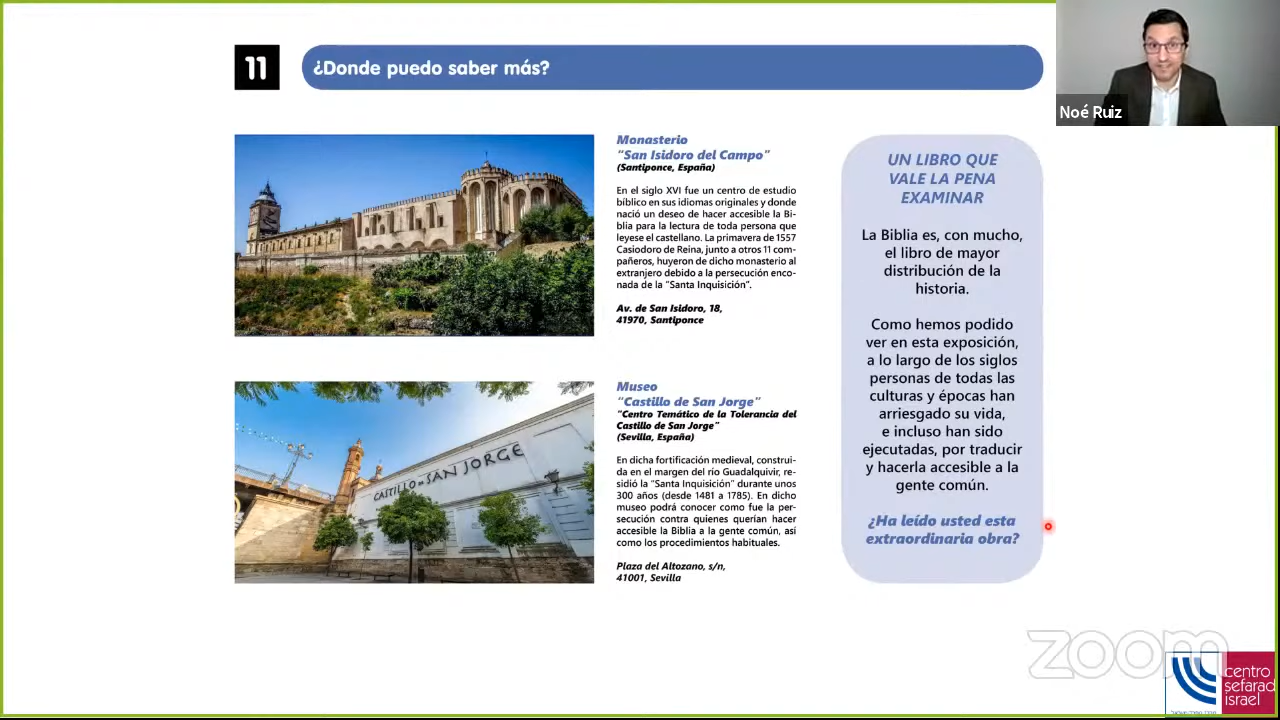 11
¿Donde puedo saber más?
Noé Ruiz
Monasterio
"San Isidoro del Campo"
(Santiponce, España)
En el siglo XVI fue un centro de estudio
bíblico en sus idiomas originales y donde
nació un deseo de hacer accesible la Bi-
blia para la lectura de toda persona que
leyese el castellano. La primavera de 1557
Casiodoro de Reina, junto a otros 11 com-
pañeros, huyeron de dicho monasterio al
extranjero debido a la persecución enco-
nada de la "Santa Inquisición".
Av. de San Isidoro, 18,
41970, Santiponce
CASTILLO DE SAN JORGE
Museo
"Castillo de San Jorge"
"Centro Temático de la Tolerancia del
Castillo de San Jorge"
(Sevilla, España)
En dicha fortificación medieval, construi-
da en el margen del río Guadalquivir, re-
sidió la "Santa Inquisición" durante unos
300 años (desde 1481 a 1785). En dicho
museo podrá conocer como fue la per-
secución contra quienes querían hacer
accesible la Biblia a la gente común, así
como los procedimientos habituales.
Plaza del Altozano, s/n,
41001, Sevilla
UN LIBRO QUE
VALE LA PENA
EXAMINAR
La Biblia es, con mucho,
el libro de mayor
distribución de la
historia.
Como hemos podido
ver en esta exposición,
a lo largo de los siglos
personas de todas las
culturas y épocas han
arriesgado su vida,
e incluso han sido
ejecutadas, por traducir
y hacerla accesible a la
gente común.
¿Ha leído usted esta
extraordinaria obra?
zoom
centro
sefarad
israel